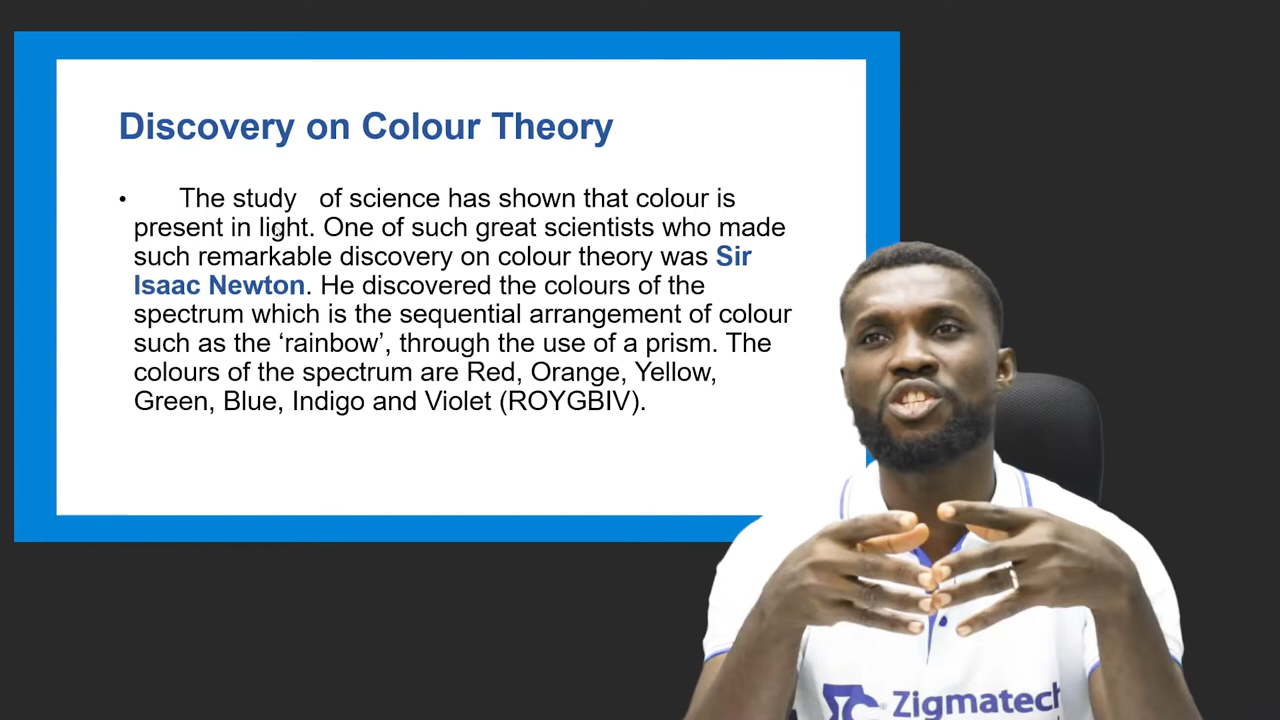 Discovery on Colour Theory
• The study of science has shown that colour is
present in light. One of such great scientists who made
such remarkable discovery on colour theory was Sir
Isaac Newton. He discovered the colours of the
spectrum which is the sequential arrangement of colour
such as the ‘rainbow’, through the use of a prism. The
colours of the spectrum are Red, Orange, Yellow,
Green, Blue, Indigo and Violet (ROYGBIV).
Zigmatech